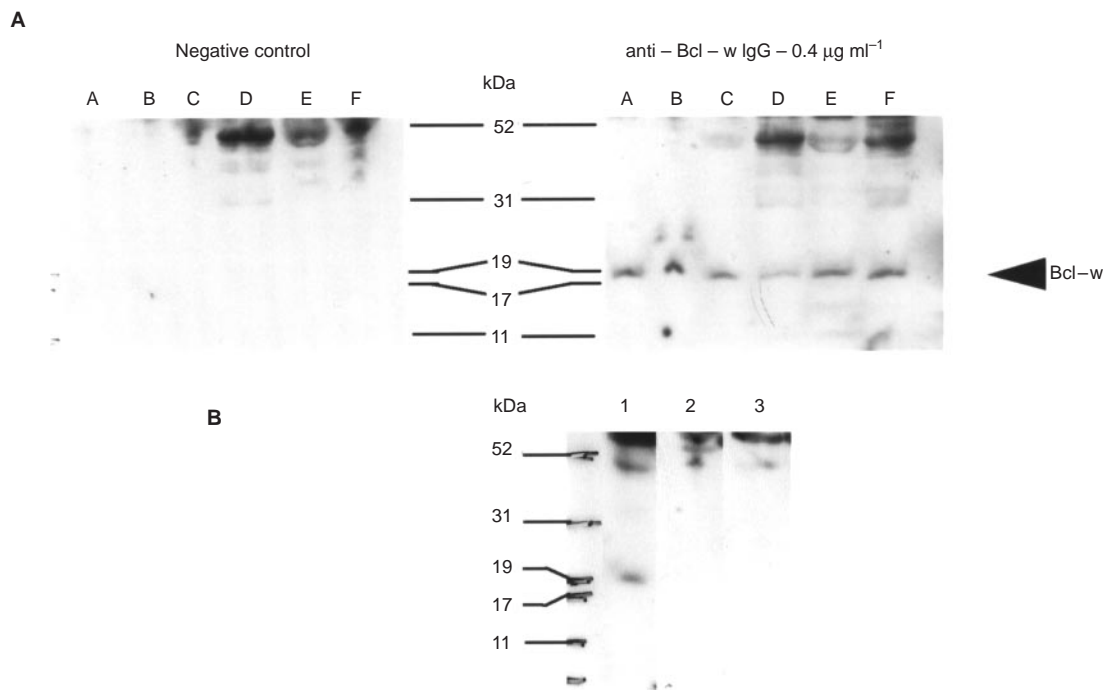 A
Negative control
anti – Bcl – w IgG – 0.4 µg ml⁻¹
A B C D E F
kDa
A B C D E F
52
31
19
17
11
Bcl–w
B
kDa
1 2 3
52
31
19
17
11